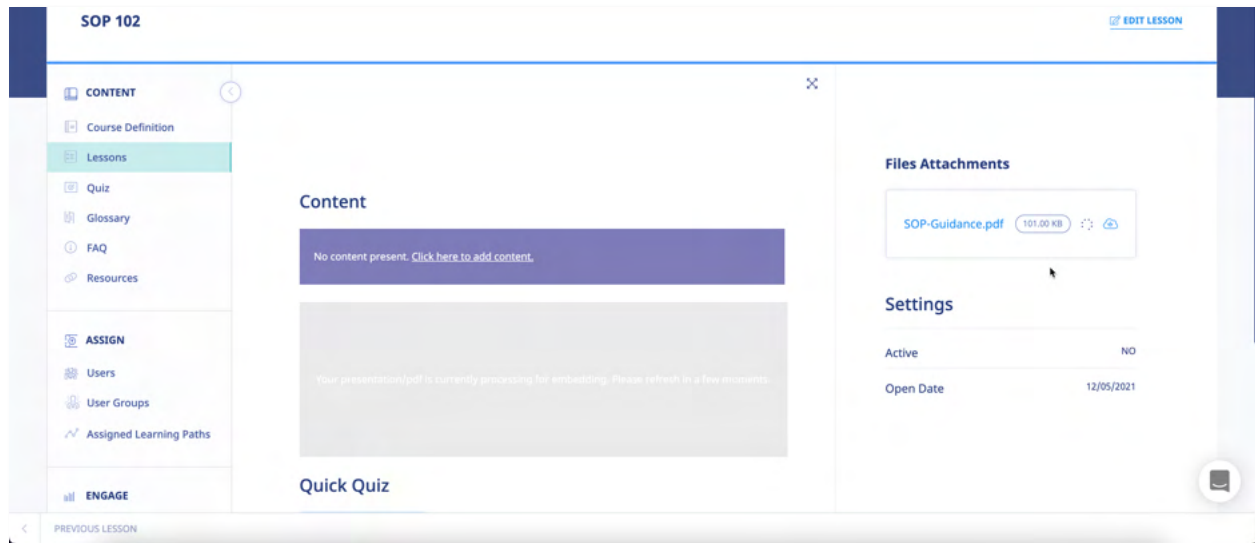 SOP 102
EDIT LESSON
CONTENT
Course Definition
Lessons
Quiz
Glossary
FAQ
Resources
ASSIGN
Users
User Groups
Assigned Learning Paths
ENGAGE
Content
No content present. Click here to add content.
Your presentation/pdf is currently processing for embedding. Please refresh in a few moments.
Quick Quiz
Files Attachments
SOP-Guidance.pdf 101.00 KB
Settings
Active NO
Open Date 12/05/2021
PREVIOUS LESSON